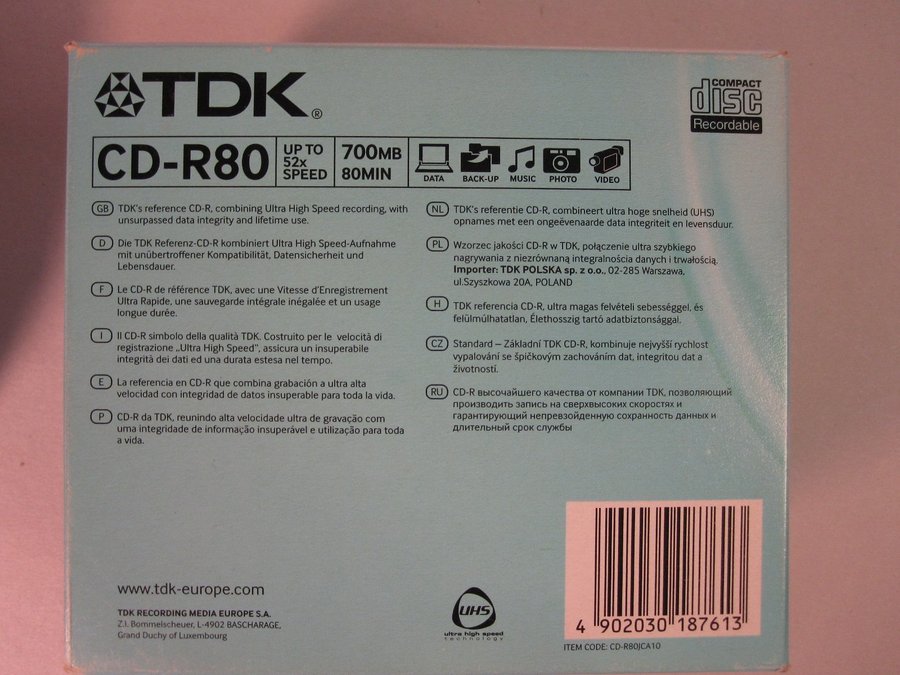 TDK®
COMPACT
disc
Recordable
CD-R80
UP TO
52x
SPEED
700MB
80MIN
DATA
BACK-UP
MUSIC
PHOTO
VIDEO
GB TDK's reference CD-R, combining Ultra High Speed recording, with
unsurpassed data integrity and lifetime use.
D Die TDK Referenz-CD-R kombiniert Ultra High Speed-Aufnahme
mit unübertroffener Kompatibilität, Datensicherheit und
Lebensdauer.
F Le CD-R de référence TDK, avec une Vitesse d'Enregistrement
Ultra Rapide, une sauvegarde intégrale inégalée et un usage
longue durée.
I Il CD-R simbolo della qualità TDK. Costruito per le velocità di
registrazione „Ultra High Speed", assicura un insuperabile
integrità dei dati ed una durata estesa nel tempo.
E La referencia en CD-R que combina grabación a ultra alta
velocidad con integridad de datos insuperable para toda la vida.
P CD-R da TDK, reunindo alta velocidade ultra de gravação com
uma integridade de informação insuperável e utilização para toda
a vida.
NL TDK's referentie CD-R, combineert ultra hoge snelheid (UHS)
opnames met een ongeëvenaarde data integriteit en levensduur.
PL Wzorzec jakości CD-R w TDK, połączenie ultra szybkiego
nagrywania z niezrównaną integralnościa danych i trwałością.
Importer: TDK POLSKA sp. z o.o., 02-285 Warszawa,
ul.Szyszkowa 20A, POLAND
H TDK referencia CD-R, ultra magas felvételi sebességgel, és
felülmúlhatatlan, Élethosszig tartó adatbiztonsággal.
CZ Standard – Základní TDK CD-R, kombinuje nejvyšší rychlost
vypalování se špičkovým zachováním dat, integritou dat a
životností.
RU CD-R высочайшего качества от компании TDK, позволяющий
производить запись на сверхвысоких скоростях и
гарантирующий непревзойденную сохранность данных и
длительный срок службы
www.tdk-europe.com
TDK RECORDING MEDIA EUROPE S.A.
Z.I. Bommelscheuer, L-4902 BASCHARAGE,
Grand Duchy of Luxembourg
UHS
ultra high speed
technology
4 902030 187613
ITEM CODE: CD-R80JCA10